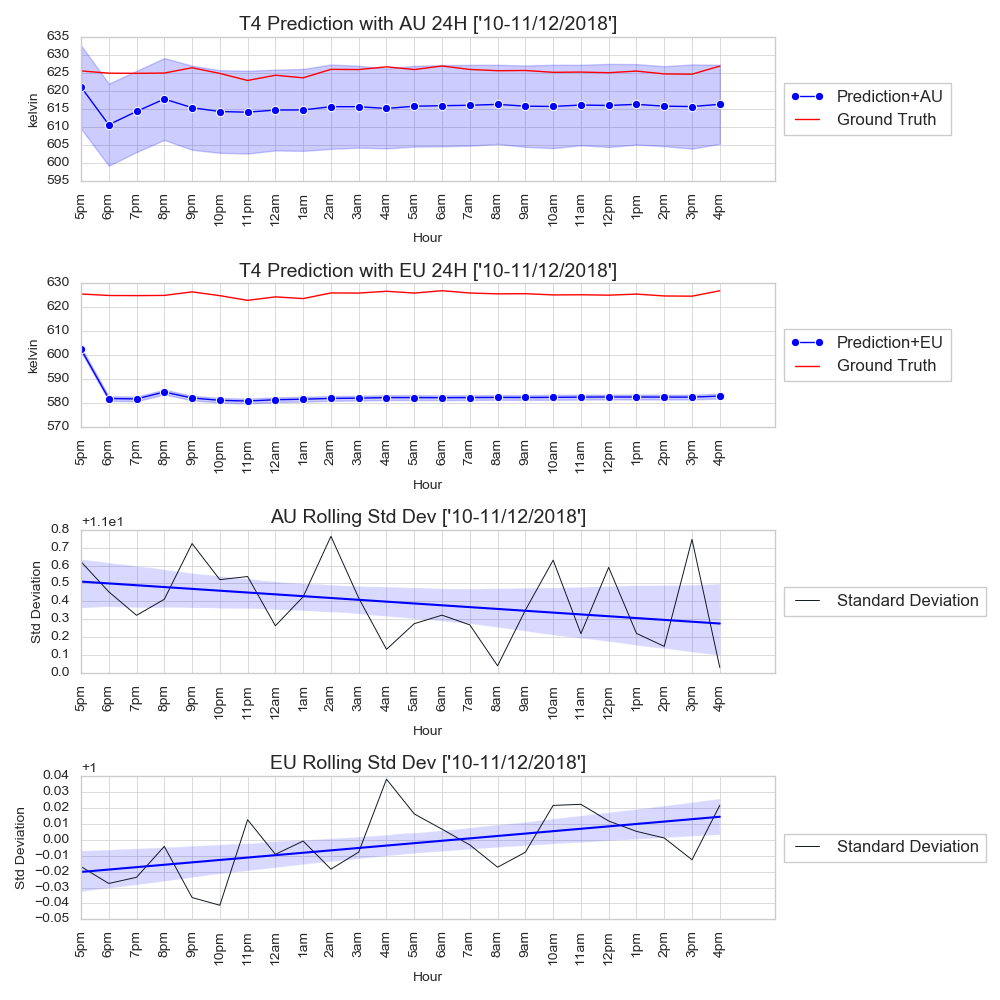 T4 Prediction with AU 24H ['10-11/12/2018']
635
630
625
620
615
610
605
600
595
kelvin
5pm 6pm 7pm 8pm 9pm 10pm 11pm 12am 1am 2am 3am 4am 5am 6am 7am 8am 9am 10am 11am 12pm 1pm 2pm 3pm 4pm
Hour
Prediction+AU
Ground Truth
T4 Prediction with EU 24H ['10-11/12/2018']
630
620
610
600
590
580
570
kelvin
5pm 6pm 7pm 8pm 9pm 10pm 11pm 12am 1am 2am 3am 4am 5am 6am 7am 8am 9am 10am 11am 12pm 1pm 2pm 3pm 4pm
Hour
Prediction+EU
Ground Truth
AU Rolling Std Dev ['10-11/12/2018']
+1.1e1
0.8
0.7
0.6
0.5
0.4
0.3
0.2
0.1
0.0
Std Deviation
5pm 6pm 7pm 8pm 9pm 10pm 11pm 12am 1am 2am 3am 4am 5am 6am 7am 8am 9am 10am 11am 12pm 1pm 2pm 3pm 4pm
Hour
Standard Deviation
EU Rolling Std Dev ['10-11/12/2018']
+1
0.04
0.03
0.02
0.01
0.00
−0.01
−0.02
−0.03
−0.04
−0.05
Std Deviation
5pm 6pm 7pm 8pm 9pm 10pm 11pm 12am 1am 2am 3am 4am 5am 6am 7am 8am 9am 10am 11am 12pm 1pm 2pm 3pm 4pm
Hour
Standard Deviation